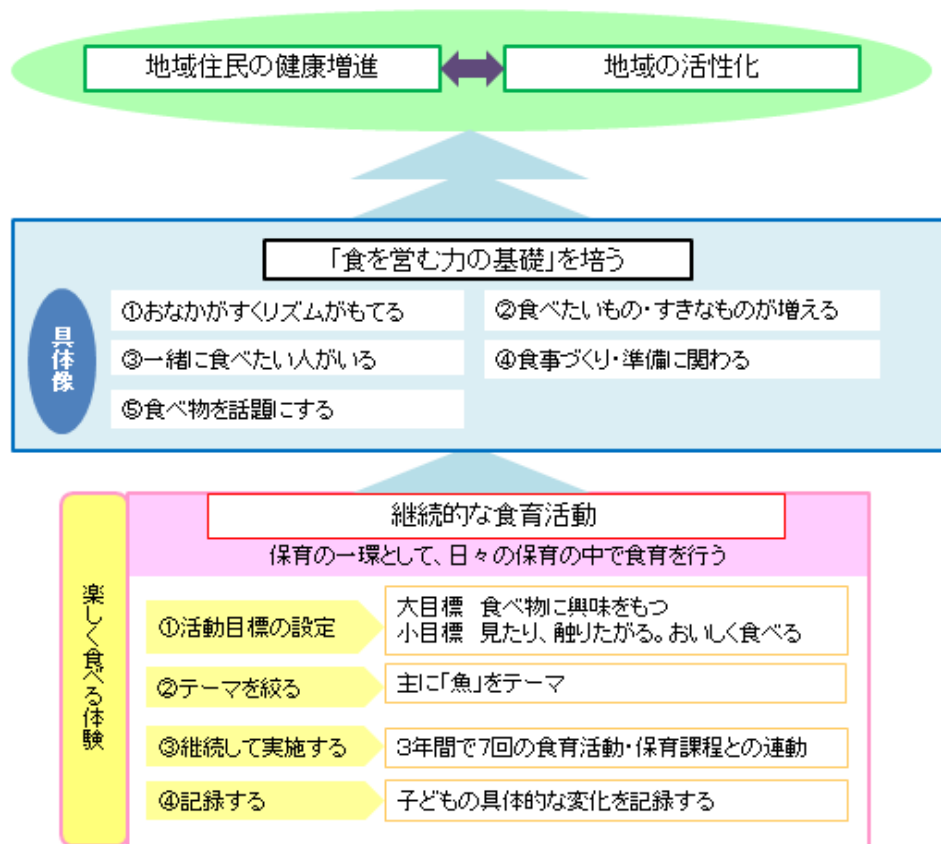 地域住民の健康増進
地域の活性化
「食を営む力の基礎」を培う
具体像
①おなかがすくリズムがもてる
②食べたいもの・すきなものが増える
③一緒に食べたい人がいる
④食事づくり・準備に関わる
⑤食べ物を話題にする
継続的な食育活動
保育の一環として、日々の保育の中で食育を行う
楽しく食べる体験
①活動目標の設定
大目標 食べ物に興味をもつ
小目標 見たり、触りたがる。おいしく食べる
②テーマを絞る
主に「魚」をテーマ
③継続して実施する
3年間で7回の食育活動・保育課程との連動
④記録する
子どもの具体的な変化を記録する